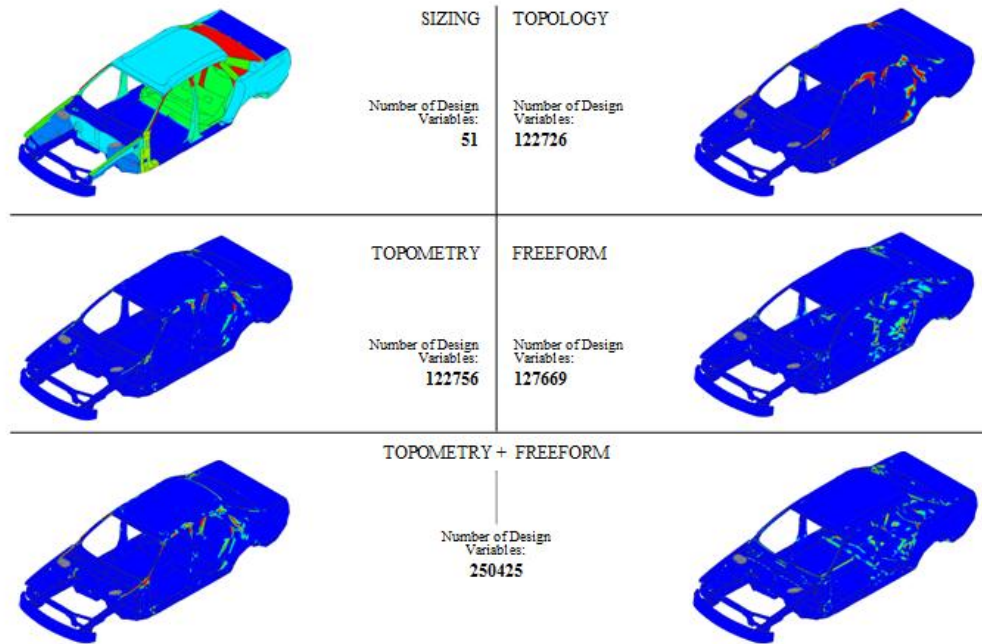 SIZING
Number of Design
Variables:
51
TOPOLOGY
Number of Design
Variables:
122726
TOPOMETRY
Number of Design
Variables:
122756
FREEFORM
Number of Design
Variables:
127669
TOPOMETRY + FREEFORM
Number of Design
Variables:
250425